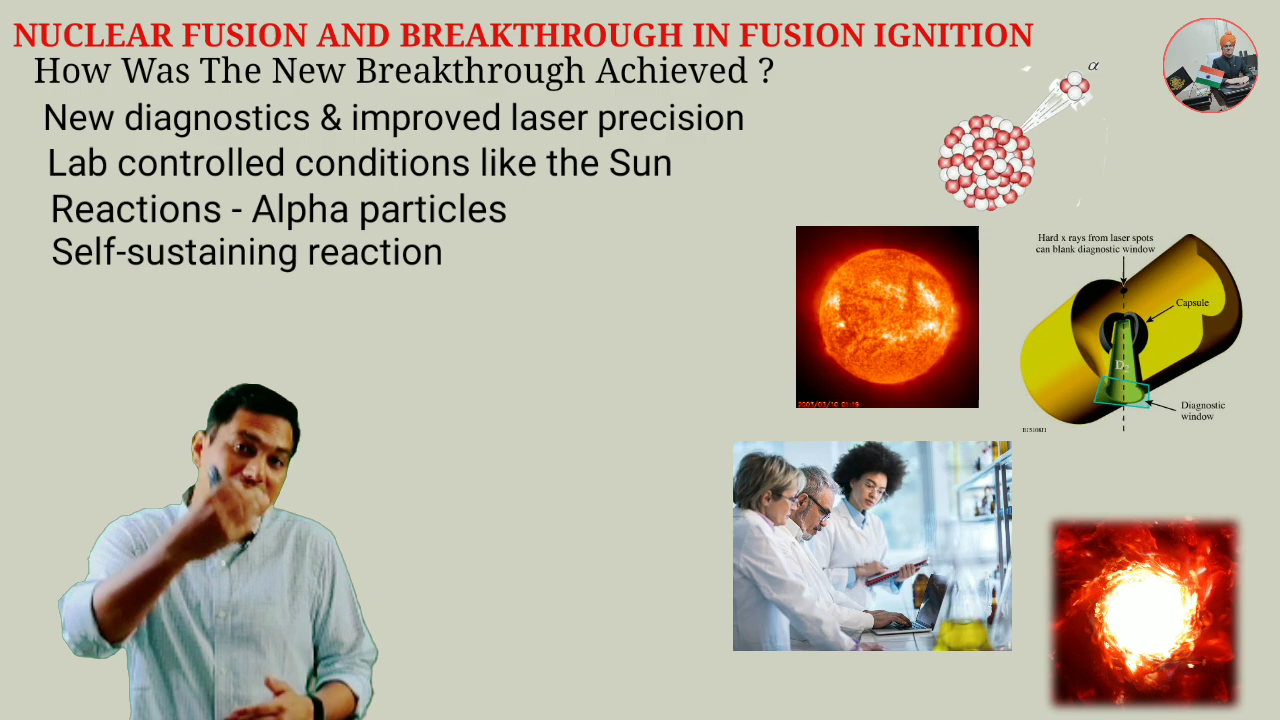 NUCLEAR FUSION AND BREAKTHROUGH IN FUSION IGNITION
How Was The New Breakthrough Achieved ?
New diagnostics & improved laser precision
Lab controlled conditions like the Sun
Reactions - Alpha particles
Self-sustaining reaction
α
Hard x rays from laser spots
can blank diagnostic window
Capsule
D2
Diagnostic
window